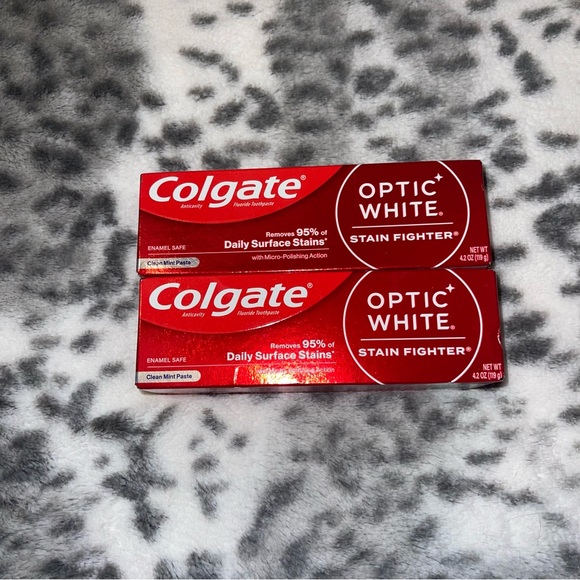 Colgate®
Anticavity Fluoride Toothpaste
Removes 95% of
Daily Surface Stains*
with Micro-Polishing Action
ENAMEL SAFE
Clean Mint Paste
OPTIC
WHITE®
STAIN FIGHTER®
NET WT
4.2 OZ (119 g)
Colgate®
Anticavity Fluoride Toothpaste
Removes 95% of
Daily Surface Stains*
ENAMEL SAFE
Clean Mint Paste
OPTIC
WHITE®
STAIN FIGHTER®
NET WT
4.2 OZ (119 g)